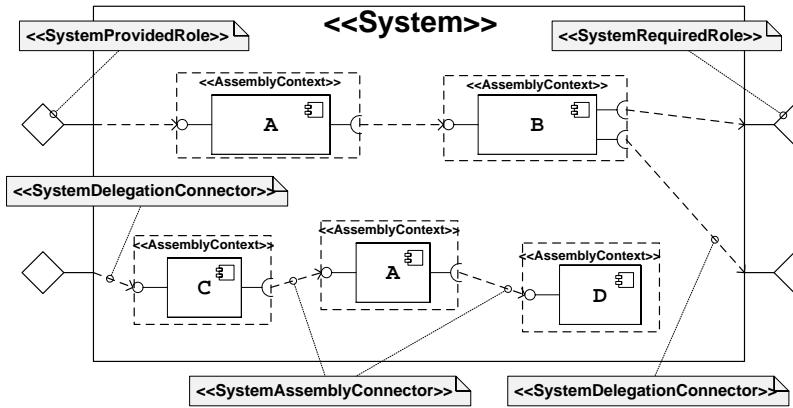 <<System>>
<<SystemProvidedRole>>
<<SystemRequiredRole>>
<<AssemblyContext>>
<<AssemblyContext>>
A
B
<<SystemDelegationConnector>>
<<AssemblyContext>>
<<AssemblyContext>>
<<AssemblyContext>>
C
A
D
<<SystemAssemblyConnector>>
<<SystemDelegationConnector>>